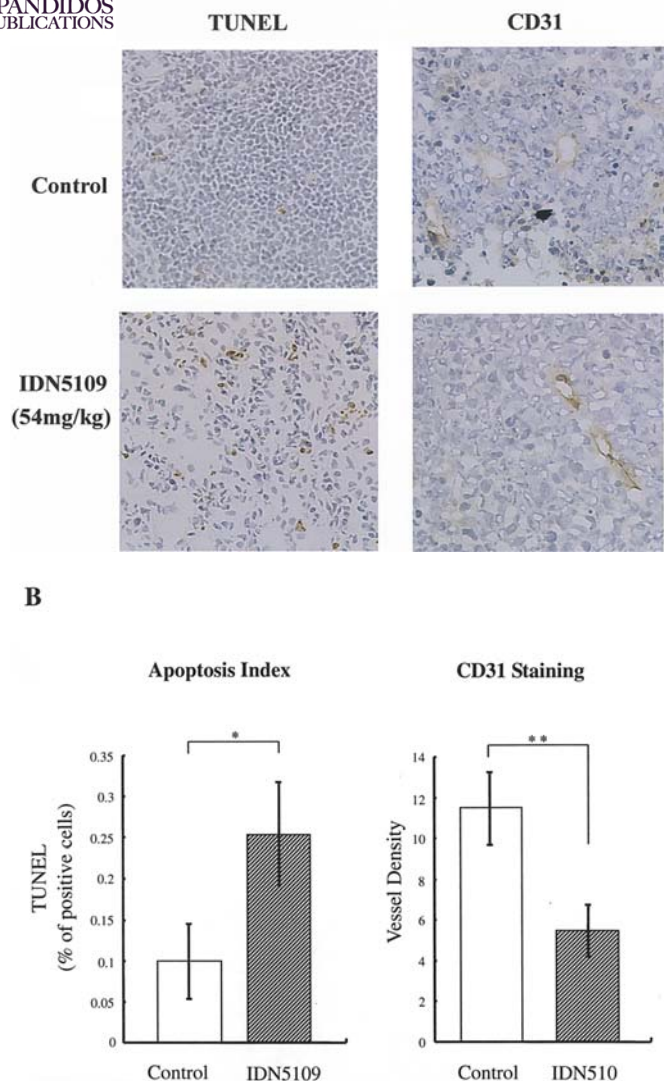 PANDIDOS
UBLICATIONS
TUNEL CD31
Control
IDN5109
(54mg/kg)
B
Apoptosis Index CD31 Staining
TUNEL
(% of positive cells)
0.35
0.3
0.25
0.2
0.15
0.1
0.05
0
*
Control IDN5109
Vessel Density
14
12
10
8
6
4
2
0
**
Control IDN510